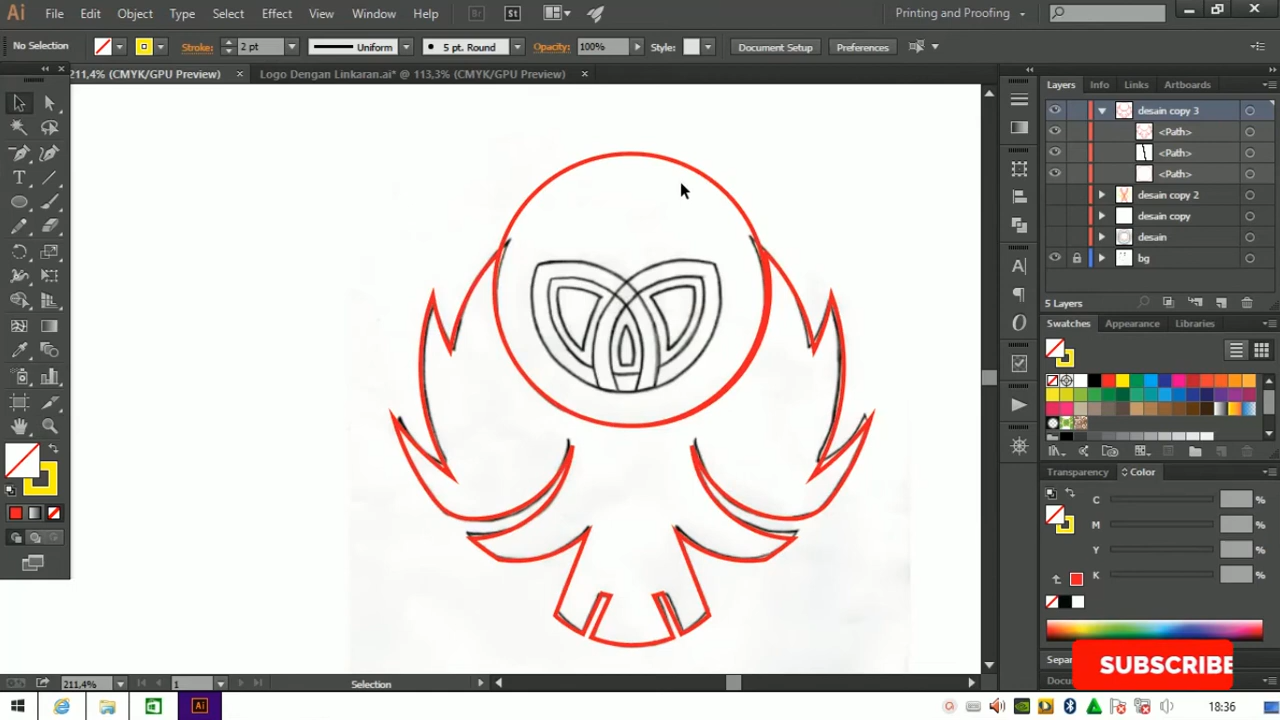 Ai File Edit Object Type Select Effect View Window Help Br St Printing and Proofing
No Selection Stroke: 2 pt Uniform 5 pt. Round Opacity: 100% Style: Document Setup Preferences
211,4% (CMYK/GPU Preview) × Logo Dengan Linkaran.ai* @ 113,3% (CMYK/GPU Preview) ×
Layers Info Links Artboards
desain copy 3
<Path>
<Path>
<Path>
desain copy 2
desain copy
desain
bg
5 Layers
Swatches Appearance Libraries
Transparency Color
C %
M %
Y %
K %
SUBSCRIBE
211,4% 1 Selection
Ai 18:36